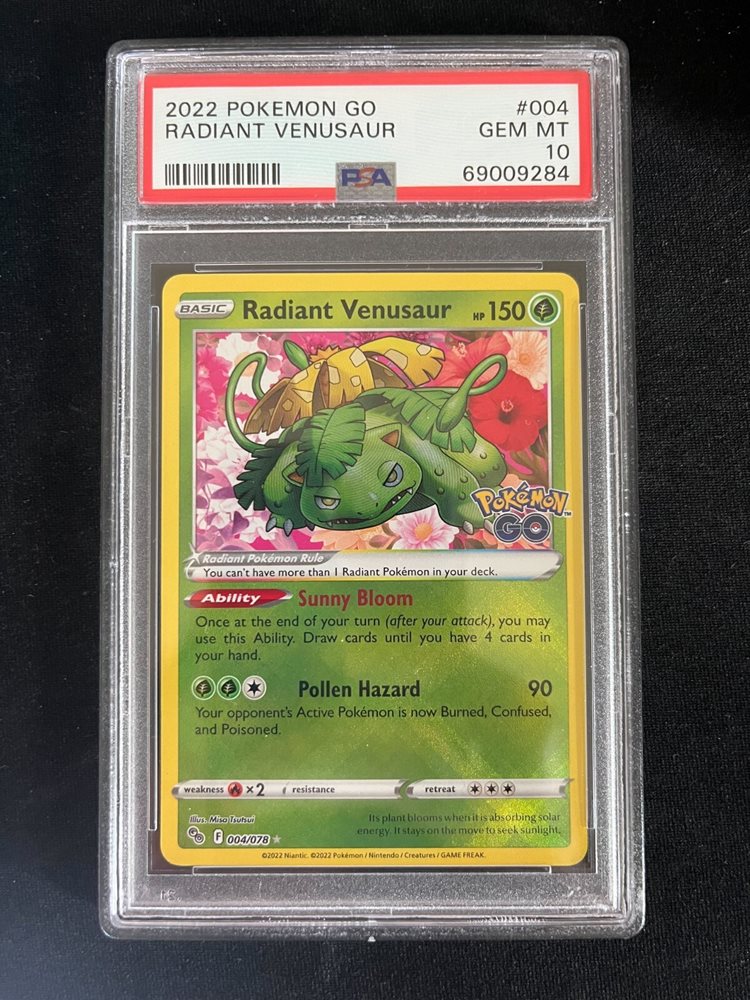 2022 POKEMON GO #004
RADIANT VENUSAUR GEM MT
10
PSA 69009284
BASIC Radiant Venusaur HP 150
Pokémon
GO
TM
Radiant Pokémon Rule
You can't have more than 1 Radiant Pokémon in your deck.
Ability Sunny Bloom
Once at the end of your turn (after your attack), you may
use this Ability. Draw cards until you have 4 cards in
your hand.
Pollen Hazard 90
Your opponent's Active Pokémon is now Burned, Confused,
and Poisoned.
weakness ×2 resistance retreat
Illus. Misa Tsutsui
Its plant blooms when it is absorbing solar
energy. It stays on the move to seek sunlight.
F 004/078
©2022 Niantic. ©2022 Pokémon / Nintendo / Creatures / GAME FREAK.